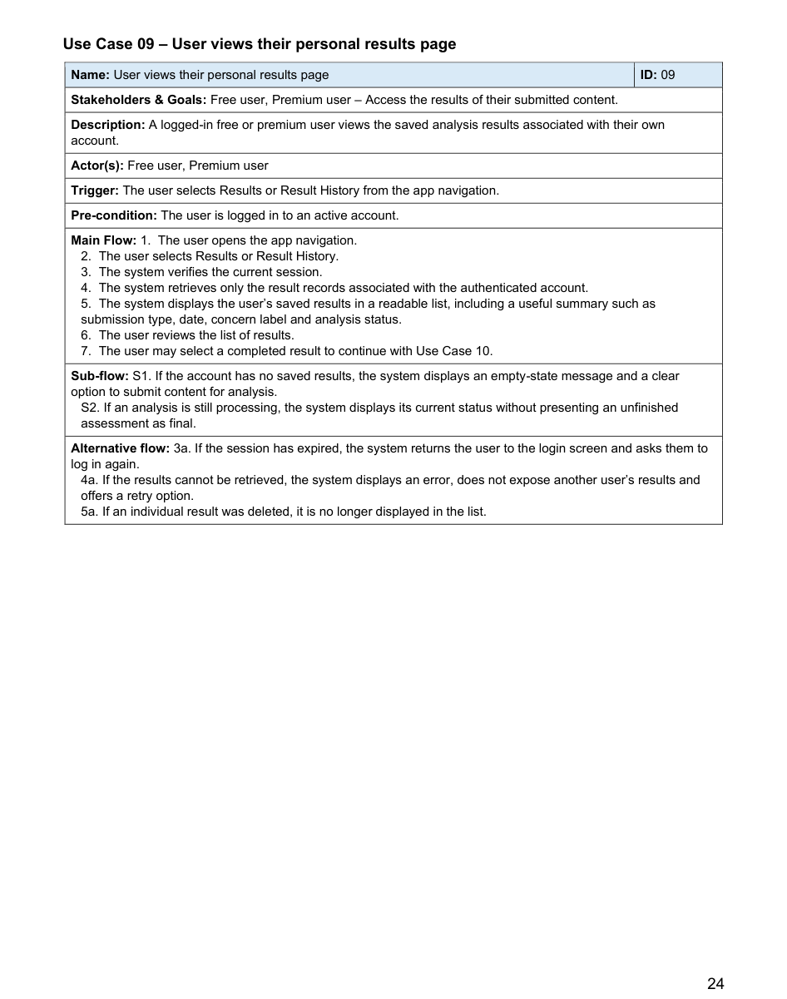 Use Case 09 – User views their personal results page
Name: User views their personal results page
ID: 09
Stakeholders & Goals: Free user, Premium user – Access the results of their submitted content.
Description: A logged-in free or premium user views the saved analysis results associated with their own
account.
Actor(s): Free user, Premium user
Trigger: The user selects Results or Result History from the app navigation.
Pre-condition: The user is logged in to an active account.
Main Flow: 1. The user opens the app navigation.
2. The user selects Results or Result History.
3. The system verifies the current session.
4. The system retrieves only the result records associated with the authenticated account.
5. The system displays the user’s saved results in a readable list, including a useful summary such as
submission type, date, concern label and analysis status.
6. The user reviews the list of results.
7. The user may select a completed result to continue with Use Case 10.
Sub-flow: S1. If the account has no saved results, the system displays an empty-state message and a clear
option to submit content for analysis.
S2. If an analysis is still processing, the system displays its current status without presenting an unfinished
assessment as final.
Alternative flow: 3a. If the session has expired, the system returns the user to the login screen and asks them to
log in again.
4a. If the results cannot be retrieved, the system displays an error, does not expose another user’s results and
offers a retry option.
5a. If an individual result was deleted, it is no longer displayed in the list.
24